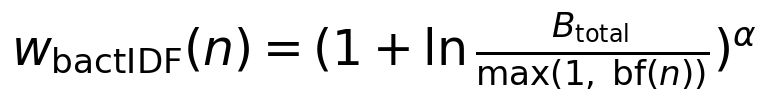 w_bactIDF(n) = (1 + ln B_total / max(1, bf(n)))^α